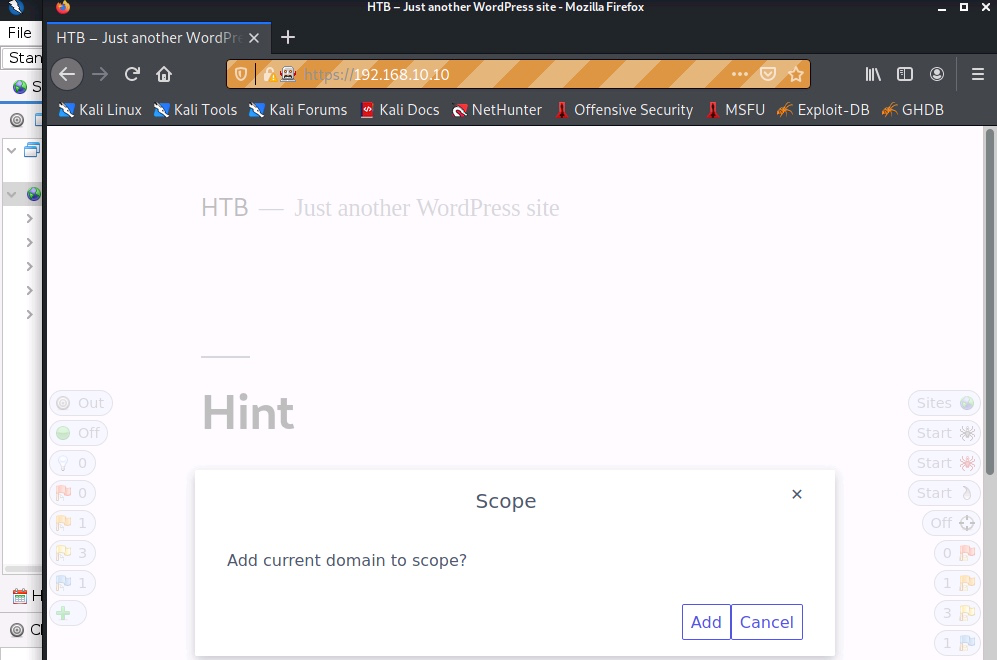 HTB – Just another WordPress site - Mozilla Firefox
File
HTB – Just another WordPre
Stan
S
https://192.168.10.10
Kali Linux Kali Tools Kali Forums Kali Docs NetHunter Offensive Security MSFU Exploit-DB GHDB
HTB — Just another WordPress site
Hint
Out
Off
0
0
1
3
1
Sites
Start
Start
Start
Off
0
1
3
1
Scope
×
Add current domain to scope?
Add Cancel
H
Cl